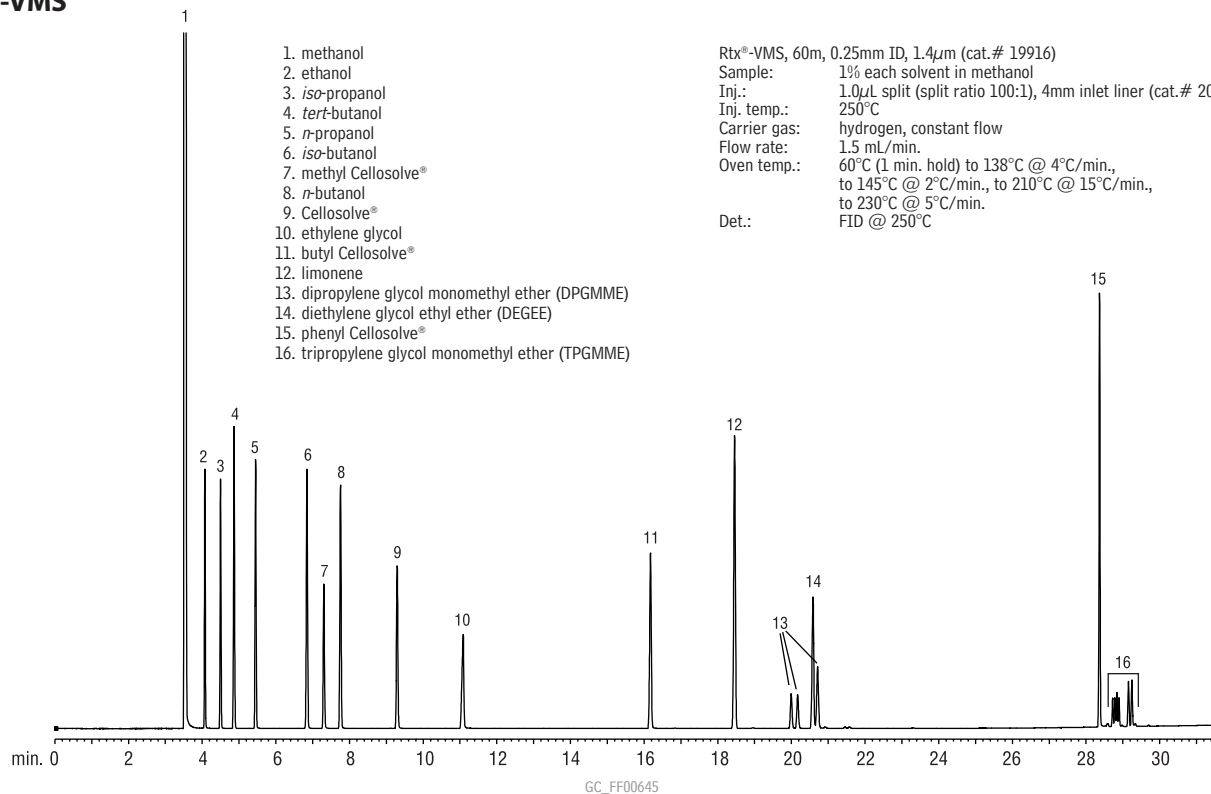 -VMS
1. methanol
2. ethanol
3. iso-propanol
4. tert-butanol
5. n-propanol
6. iso-butanol
7. methyl Cellosolve®
8. n-butanol
9. Cellosolve®
10. ethylene glycol
11. butyl Cellosolve®
12. limonene
13. dipropylene glycol monomethyl ether (DPGMME)
14. diethylene glycol ethyl ether (DEGEE)
15. phenyl Cellosolve®
16. tripropylene glycol monomethyl ether (TPGMME)
Rtx®-VMS, 60m, 0.25mm ID, 1.4µm (cat.# 19916)
Sample: 1% each solvent in methanol
Inj.: 1.0µL split (split ratio 100:1), 4mm inlet liner (cat.# 20
Inj. temp.: 250°C
Carrier gas: hydrogen, constant flow
Flow rate: 1.5 mL/min.
Oven temp.: 60°C (1 min. hold) to 138°C @ 4°C/min.,
to 145°C @ 2°C/min., to 210°C @ 15°C/min.,
to 230°C @ 5°C/min.
Det.: FID @ 250°C
1
2
3
4
5
6
7
8
9
10
11
12
13
14
15
16
min. 0 2 4 6 8 10 12 14 16 18 20 22 24 26 28 30
GC_FF00645